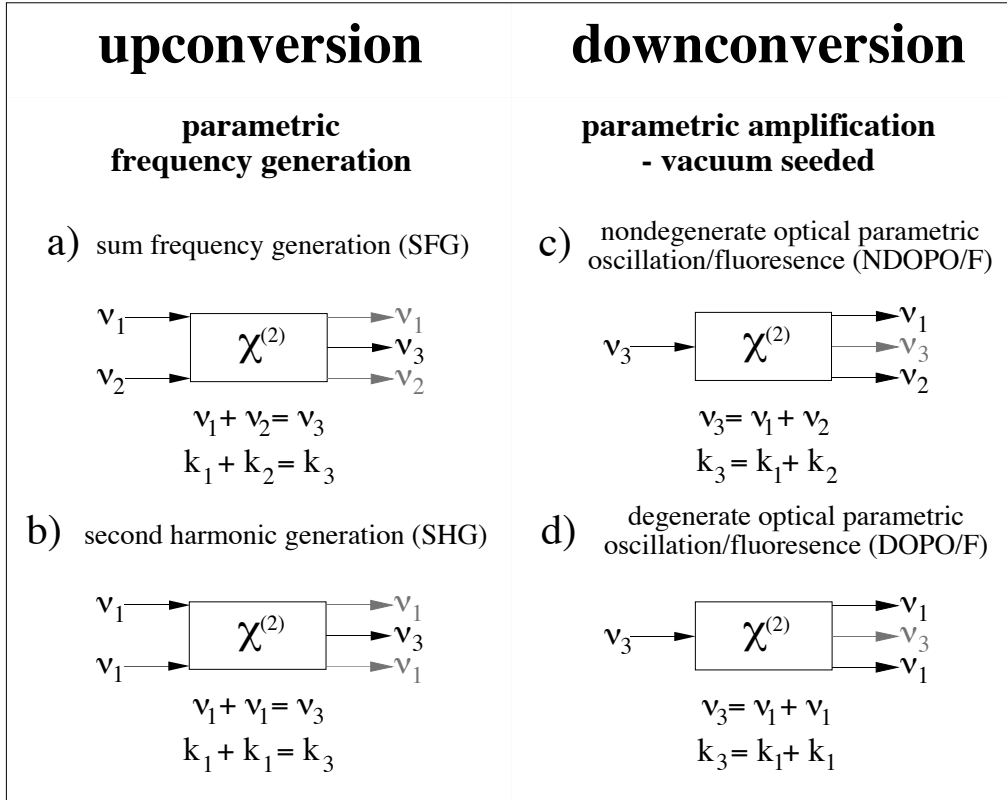 upconversion
parametric
frequency generation
a) sum frequency generation (SFG)
ν1 χ(2) ν1
ν3
ν2 ν2
ν1 + ν2 = ν3
k1 + k2 = k3
b) second harmonic generation (SHG)
ν1 χ(2) ν1
ν3
ν1 ν1
ν1 + ν1 = ν3
k1 + k1 = k3
downconversion
parametric amplification
- vacuum seeded
c) nondegenerate optical parametric
oscillation/fluoresence (NDOPO/F)
ν1
ν3 χ(2) ν3
ν2
ν3 = ν1 + ν2
k3 = k1 + k2
d) degenerate optical parametric
oscillation/fluoresence (DOPO/F)
ν1
ν3 χ(2) ν3
ν1
ν3 = ν1 + ν1
k3 = k1 + k1